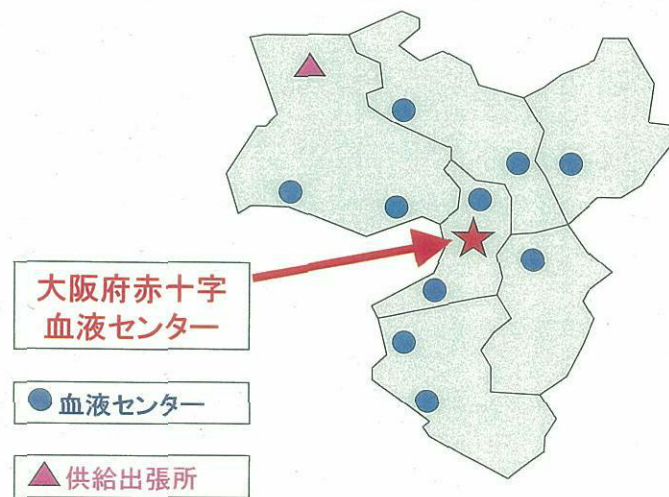 大阪府赤十字
血液センター
血液センター
供給出張所